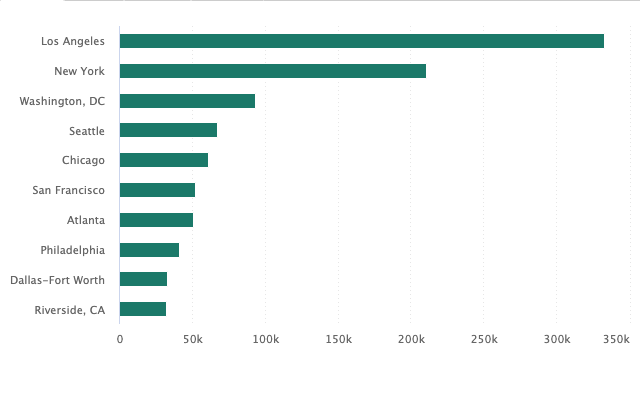 Los Angeles
New York
Washington, DC
Seattle
Chicago
San Francisco
Atlanta
Philadelphia
Dallas-Fort Worth
Riverside, CA
0 50k 100k 150k 200k 250k 300k 350k